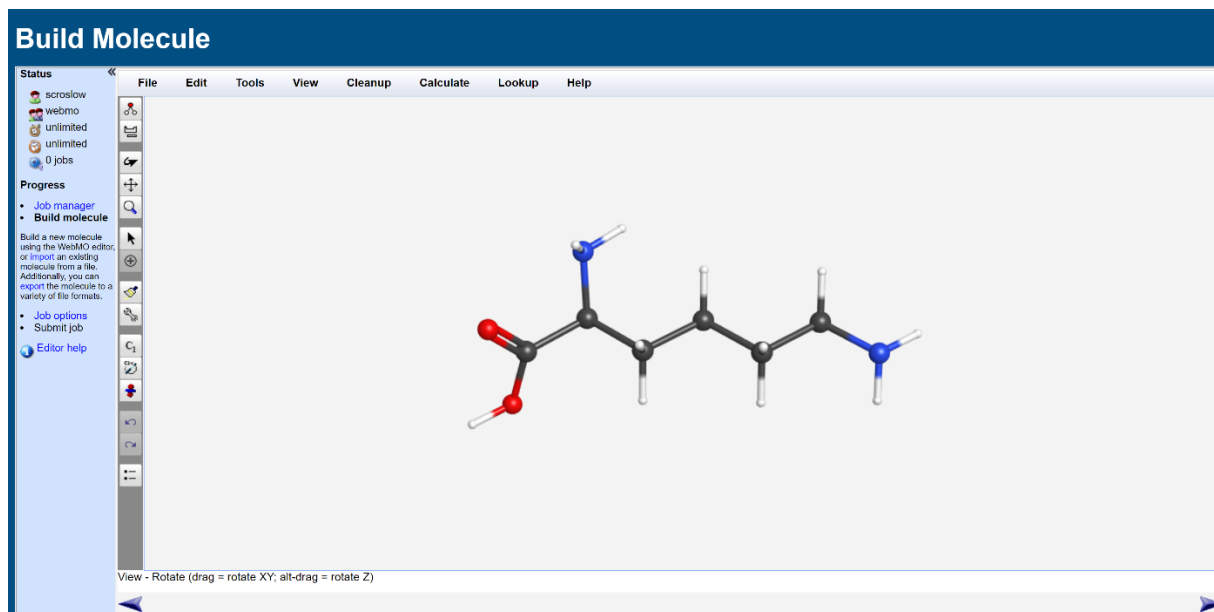 Build Molecule
Status «
File Edit Tools View Cleanup Calculate Lookup Help
scroslow
webmo
unlimited
unlimited
0 jobs
Progress
• Job manager
• Build molecule
Build a new molecule
using the WebMO editor,
or import an existing
molecule from a file.
Additionally, you can
export the molecule to a
variety of file formats.
• Job options
• Submit job
Editor help
C1
View - Rotate (drag = rotate XY; alt-drag = rotate Z)